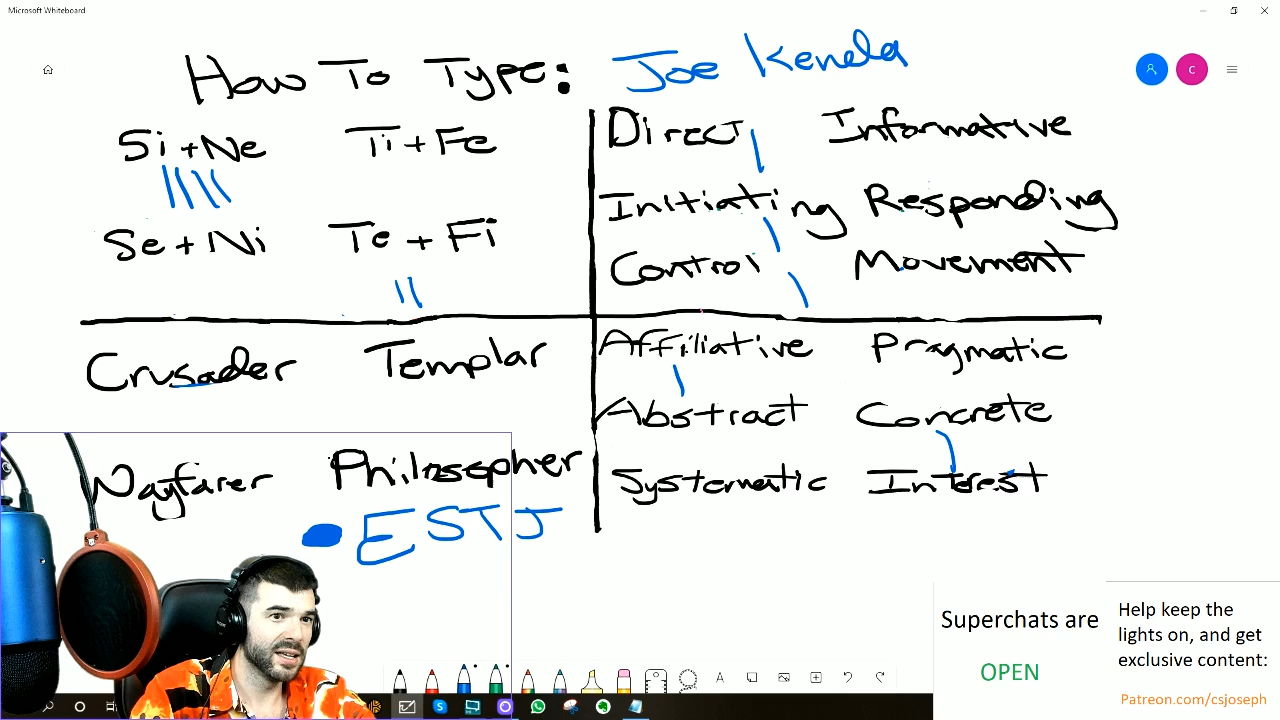 Microsoft Whiteboard
How To Type: Joe Kenda
Si + Ne Ti + Fe
Se + Ni Te + Fi
Direct Informative
Initiating Responding
Control Movement
Crusader Templar
Wayfarer Philosopher
ESTJ
Affiliative Pragmatic
Abstract Concrete
Systematic Interest
C
Superchats are
OPEN
Help keep the
lights on, and get
exclusive content:
Patreon.com/csjoseph